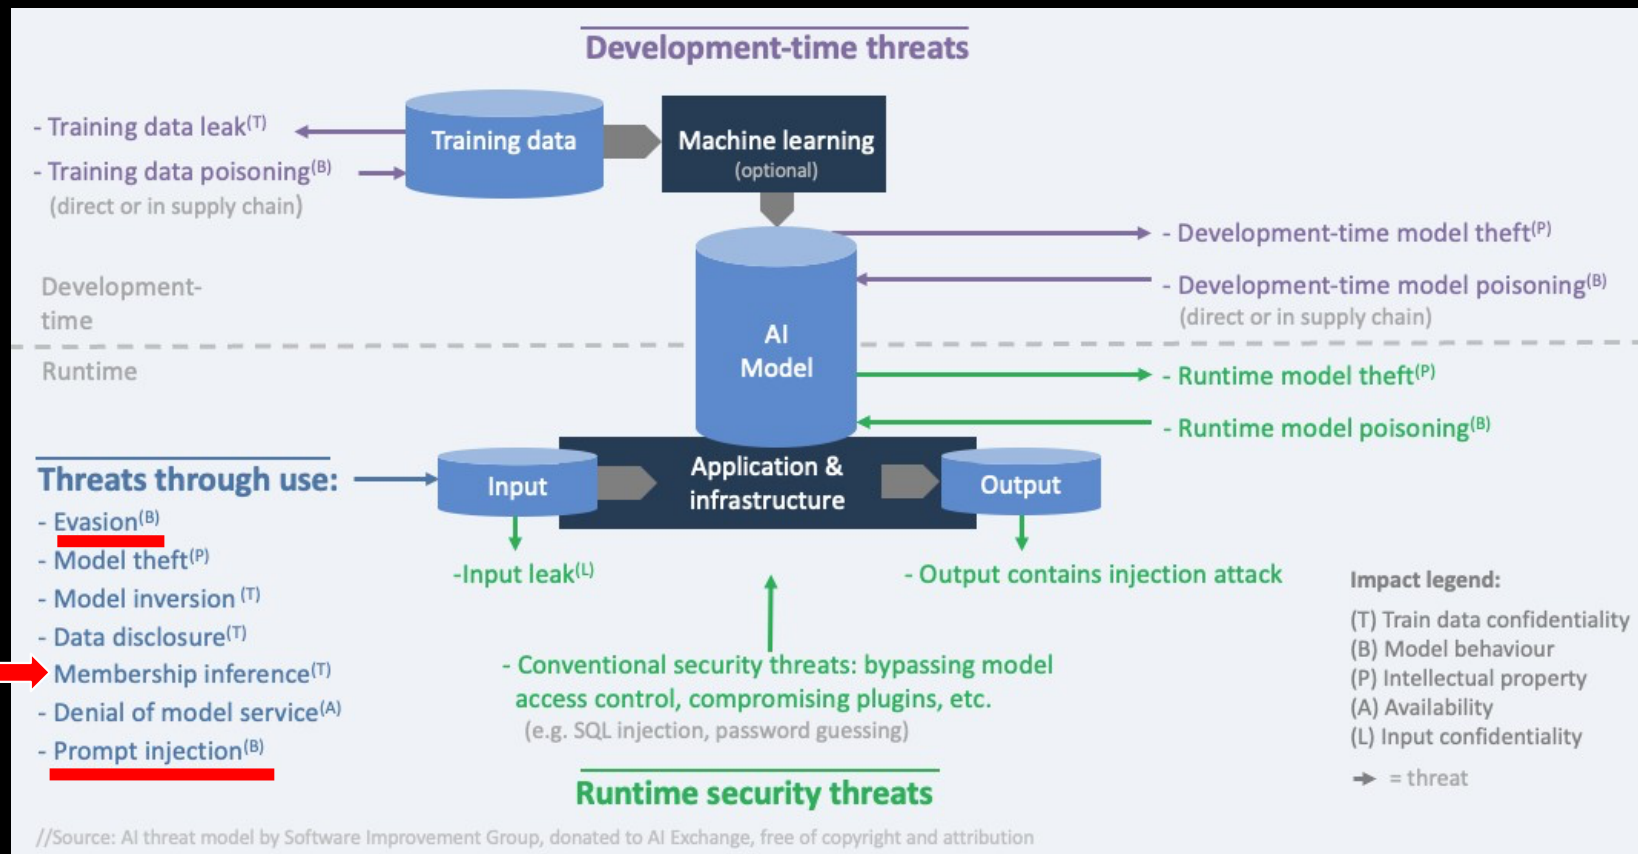 Development-time threats
- Training data leak(T)
- Training data poisoning(B)
(direct or in supply chain)
Training data
Machine learning
(optional)
- Development-time model theft(P)
- Development-time model poisoning(B)
(direct or in supply chain)
Development-
time
AI
Model
Runtime
- Runtime model theft(P)
- Runtime model poisoning(B)
Threats through use:
- Evasion(B)
- Model theft(P)
- Model inversion (T)
- Data disclosure(T)
Membership inference(T)
- Denial of model service(A)
- Prompt injection(B)
Input
Application &
infrastructure
Output
-Input leak(L)
- Output contains injection attack
- Conventional security threats: bypassing model
access control, compromising plugins, etc.
(e.g. SQL injection, password guessing)
Runtime security threats
Impact legend:
(T) Train data confidentiality
(B) Model behaviour
(P) Intellectual property
(A) Availability
(L) Input confidentiality
= threat
//Source: AI threat model by Software Improvement Group, donated to AI Exchange, free of copyright and attribution